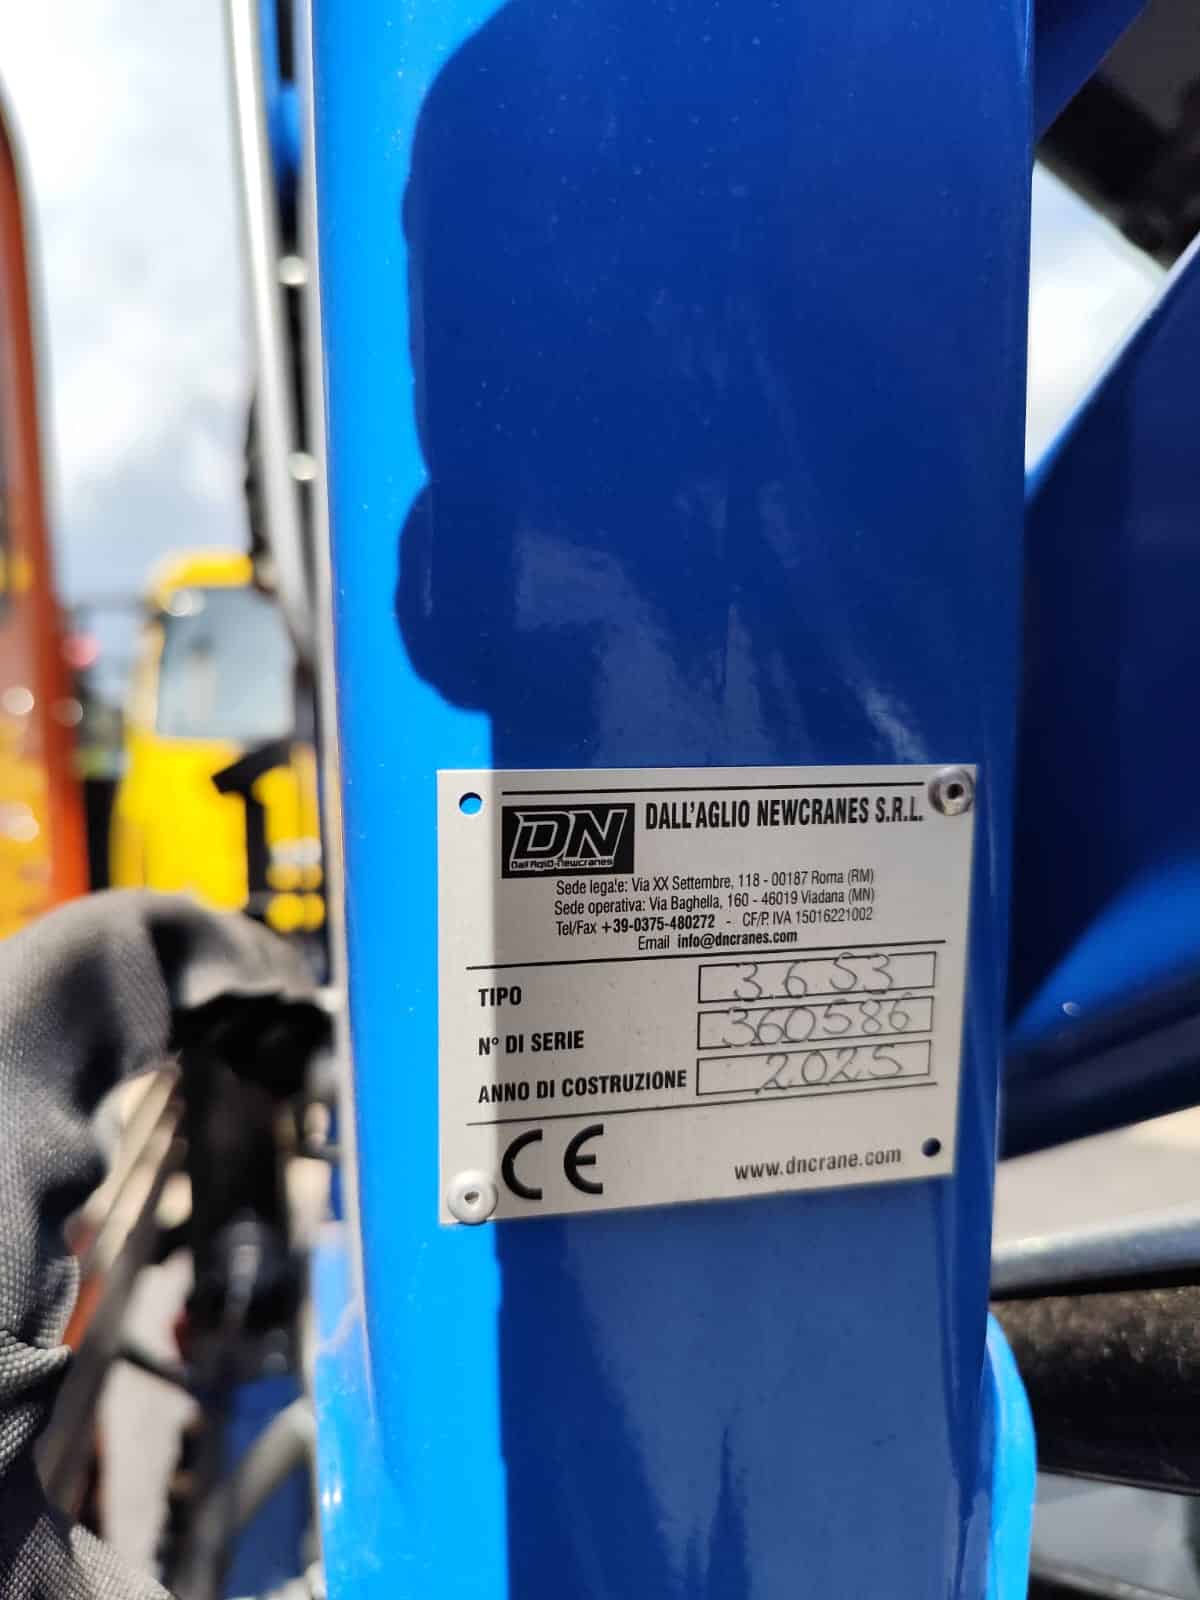 DN
Dall'Aglio-Newcranes
DALL'AGLIO NEWCRANES S.R.L.
Sede legale: Via XX Settembre, 118 - 00187 Roma (RM)
Sede operativa: Via Baghella, 160 - 46019 Viadana (MN)
Tel/Fax +39-0375-480272 - CF/P. IVA 15016221002
Email info@dncranes.com
TIPO 3.6 S3
N° DI SERIE 360586
ANNO DI COSTRUZIONE 2025
CE www.dncrane.com